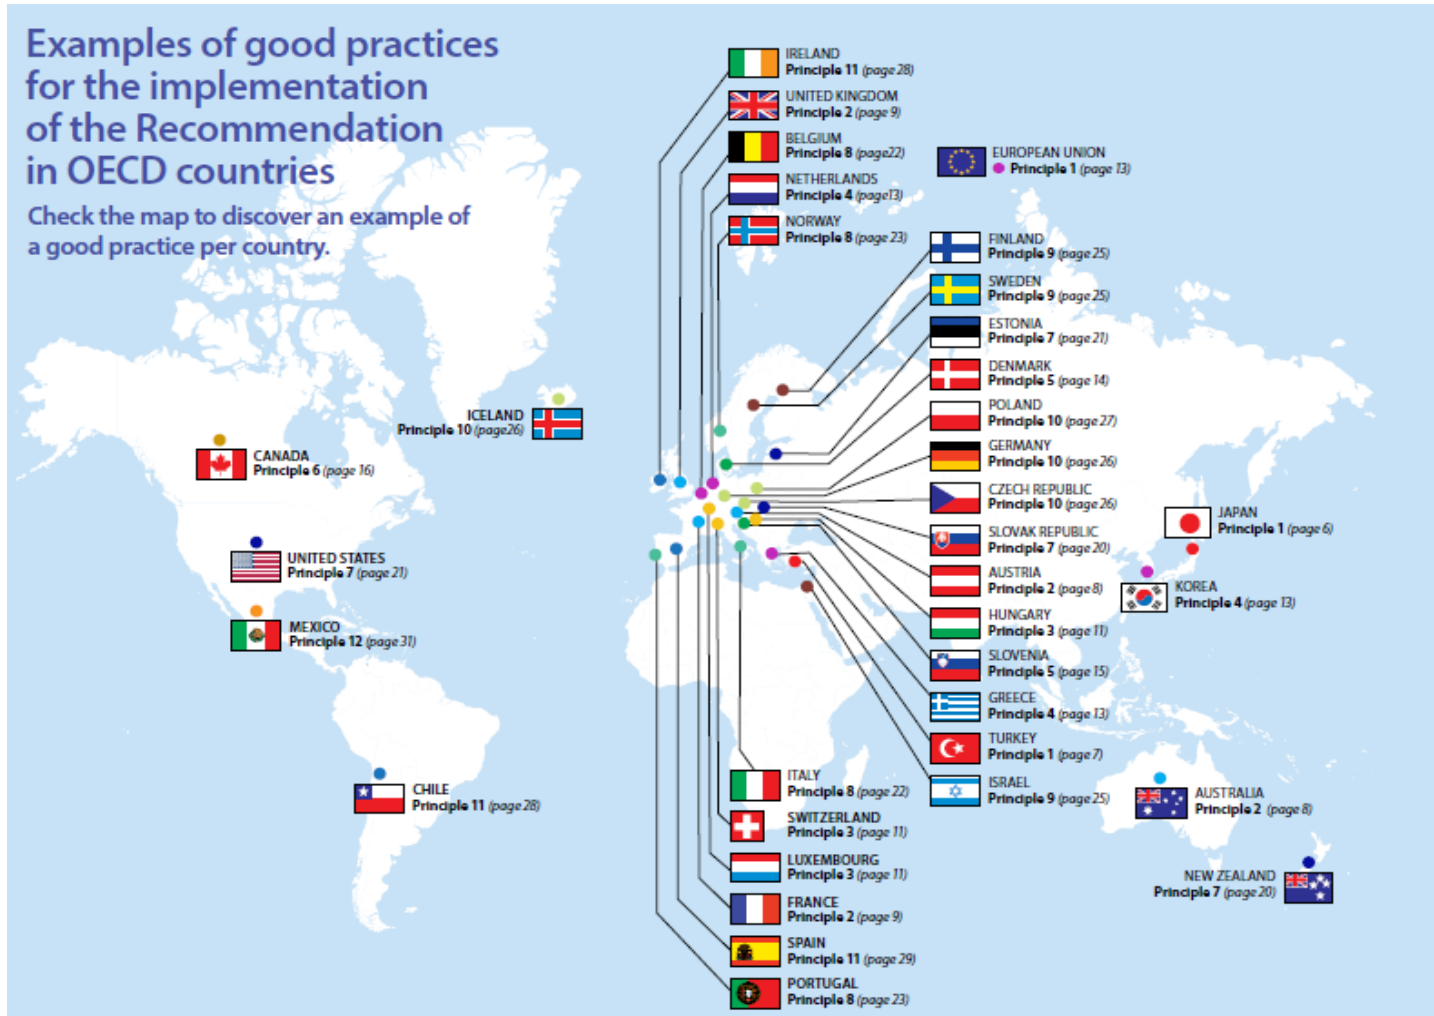 Examples of good practices
for the implementation
of the Recommendation
in OECD countries
Check the map to discover an example of
a good practice per country.
IRELAND
Principle 11 (page 28)
UNITED KINGDOM
Principle 2 (page 9)
BELGIUM
Principle 8 (page22)
NETHERLANDS
Principle 4 (page13)
NORWAY
Principle 8 (page 23)
EUROPEAN UNION
Principle 1 (page 13)
FINLAND
Principle 9 (page 25)
SWEDEN
Principle 9 (page 25)
ESTONIA
Principle 7 (page 21)
DENMARK
Principle 5 (page 14)
POLAND
Principle 10 (page 27)
GERMANY
Principle 10 (page 26)
CZECH REPUBLIC
Principle 10 (page 26)
SLOVAK REPUBLIC
Principle 7 (page 20)
AUSTRIA
Principle 2 (page 8)
HUNGARY
Principle 3 (page 11)
SLOVENIA
Principle 5 (page 15)
GREECE
Principle 4 (page 13)
TURKEY
Principle 1 (page 7)
ISRAEL
Principle 9 (page 25)
ICELAND
Principle 10 (page26)
CANADA
Principle 6 (page 16)
UNITED STATES
Principle 7 (page 21)
MEXICO
Principle 12 (page 31)
CHILE
Principle 11 (page 28)
JAPAN
Principle 1 (page 6)
KOREA
Principle 4 (page 13)
AUSTRALIA
Principle 2 (page 8)
NEW ZEALAND
Principle 7 (page 20)
ITALY
Principle 8 (page 22)
SWITZERLAND
Principle 3 (page 11)
LUXEMBOURG
Principle 3 (page 11)
FRANCE
Principle 2 (page 9)
SPAIN
Principle 11 (page 29)
PORTUGAL
Principle 8 (page 23)